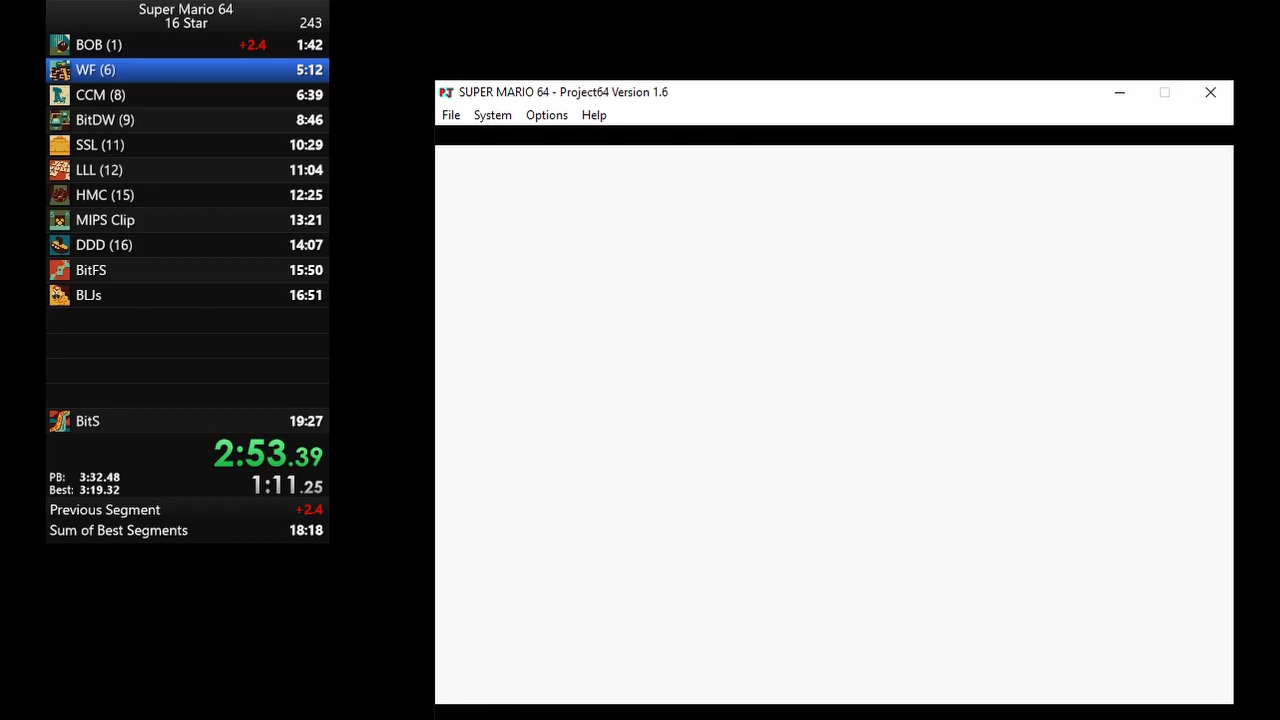 Super Mario 64
16 Star 243
BOB (1) +2.4 1:42
WF (6) 5:12
CCM (8) 6:39
BitDW (9) 8:46
SSL (11) 10:29
LLL (12) 11:04
HMC (15) 12:25
MIPS Clip 13:21
DDD (16) 14:07
BitFS 15:50
BLJs 16:51
BitS 19:27
2:53.39
PB: 3:32.48
Best: 3:19.32
1:11.25
Previous Segment +2.4
Sum of Best Segments 18:18
SUPER MARIO 64 - Project64 Version 1.6
File System Options Help